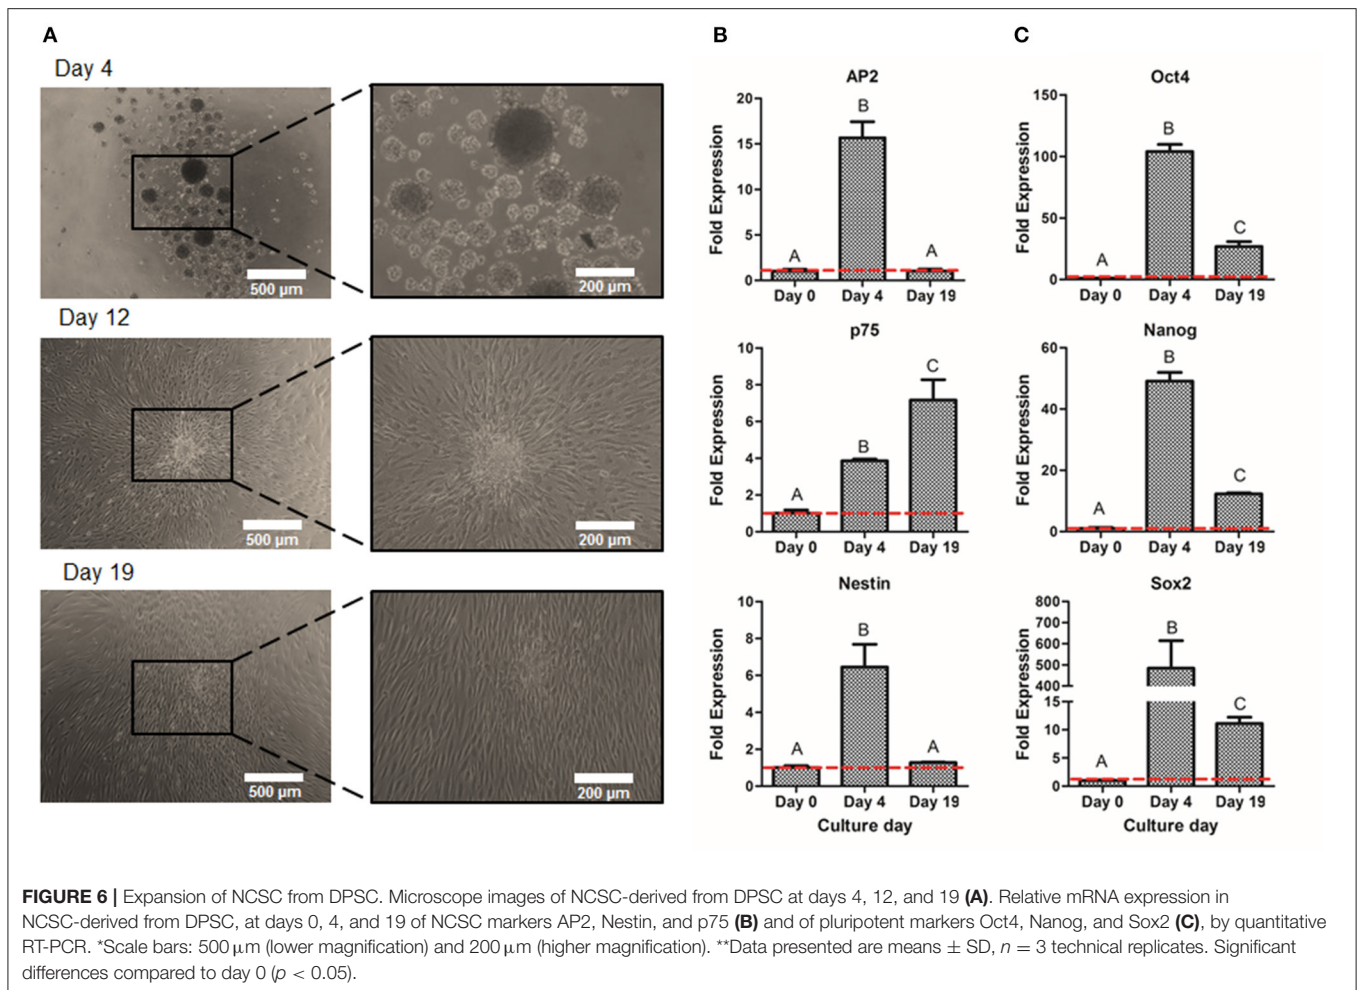 A
Day 4
500 µm
200 µm
Day 12
500 µm
200 µm
Day 19
500 µm
200 µm
B
AP2
Fold Expression
20
15
10
5
0
A
B
A
Day 0 Day 4 Day 19
p75
Fold Expression
10
8
6
4
2
0
A
B
C
Day 0 Day 4 Day 19
Nestin
Fold Expression
10
8
6
4
2
0
A
B
A
Day 0 Day 4 Day 19
Culture day
C
Oct4
Fold Expression
150
100
50
0
A
B
C
Day 0 Day 4 Day 19
Nanog
Fold Expression
60
40
20
0
A
B
C
Day 0 Day 4 Day 19
Sox2
Fold Expression
800
700
600
500
400
15
10
5
0
A
B
C
Day 0 Day 4 Day 19
Culture day
FIGURE 6 | Expansion of NCSC from DPSC. Microscope images of NCSC-derived from DPSC at days 4, 12, and 19 (A). Relative mRNA expression in
NCSC-derived from DPSC, at days 0, 4, and 19 of NCSC markers AP2, Nestin, and p75 (B) and of pluripotent markers Oct4, Nanog, and Sox2 (C), by quantitative
RT-PCR. *Scale bars: 500 µm (lower magnification) and 200 µm (higher magnification). **Data presented are means ± SD, n = 3 technical replicates. Significant
differences compared to day 0 (p < 0.05).